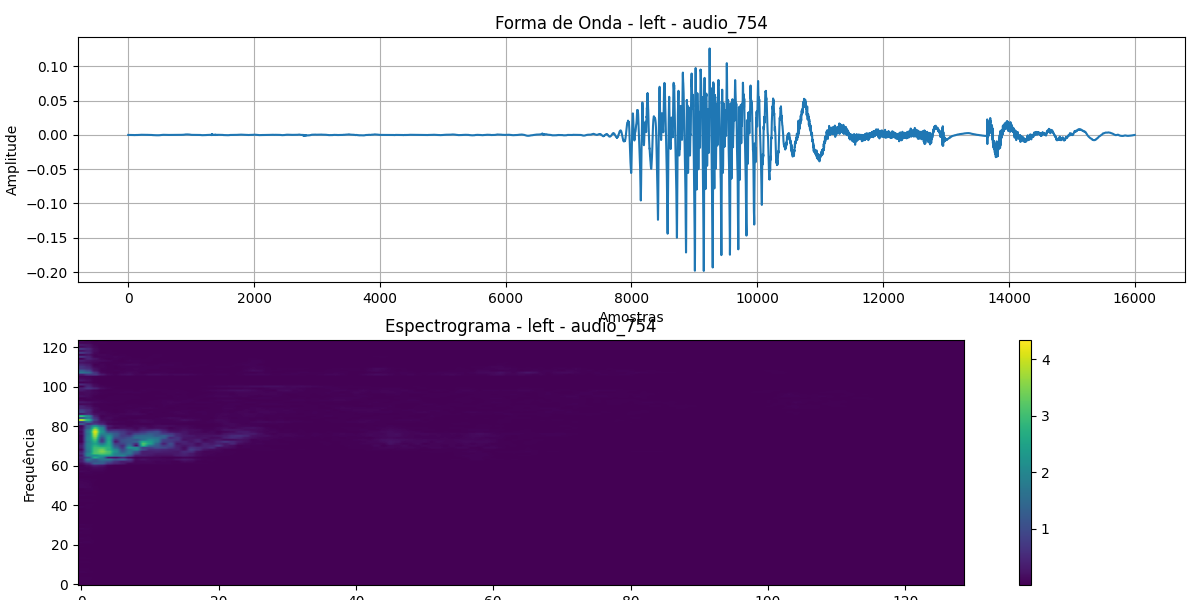 Forma de Onda - left - audio_754
Amplitude
0.10
0.05
0.00
−0.05
−0.10
−0.15
−0.20
0 2000 4000 6000 8000 10000 12000 14000 16000
Amostras
Espectrograma - left - audio_754
Frequência
120
100
80
60
40
20
0
4
3
2
1
0 20 40 60 80 100 120